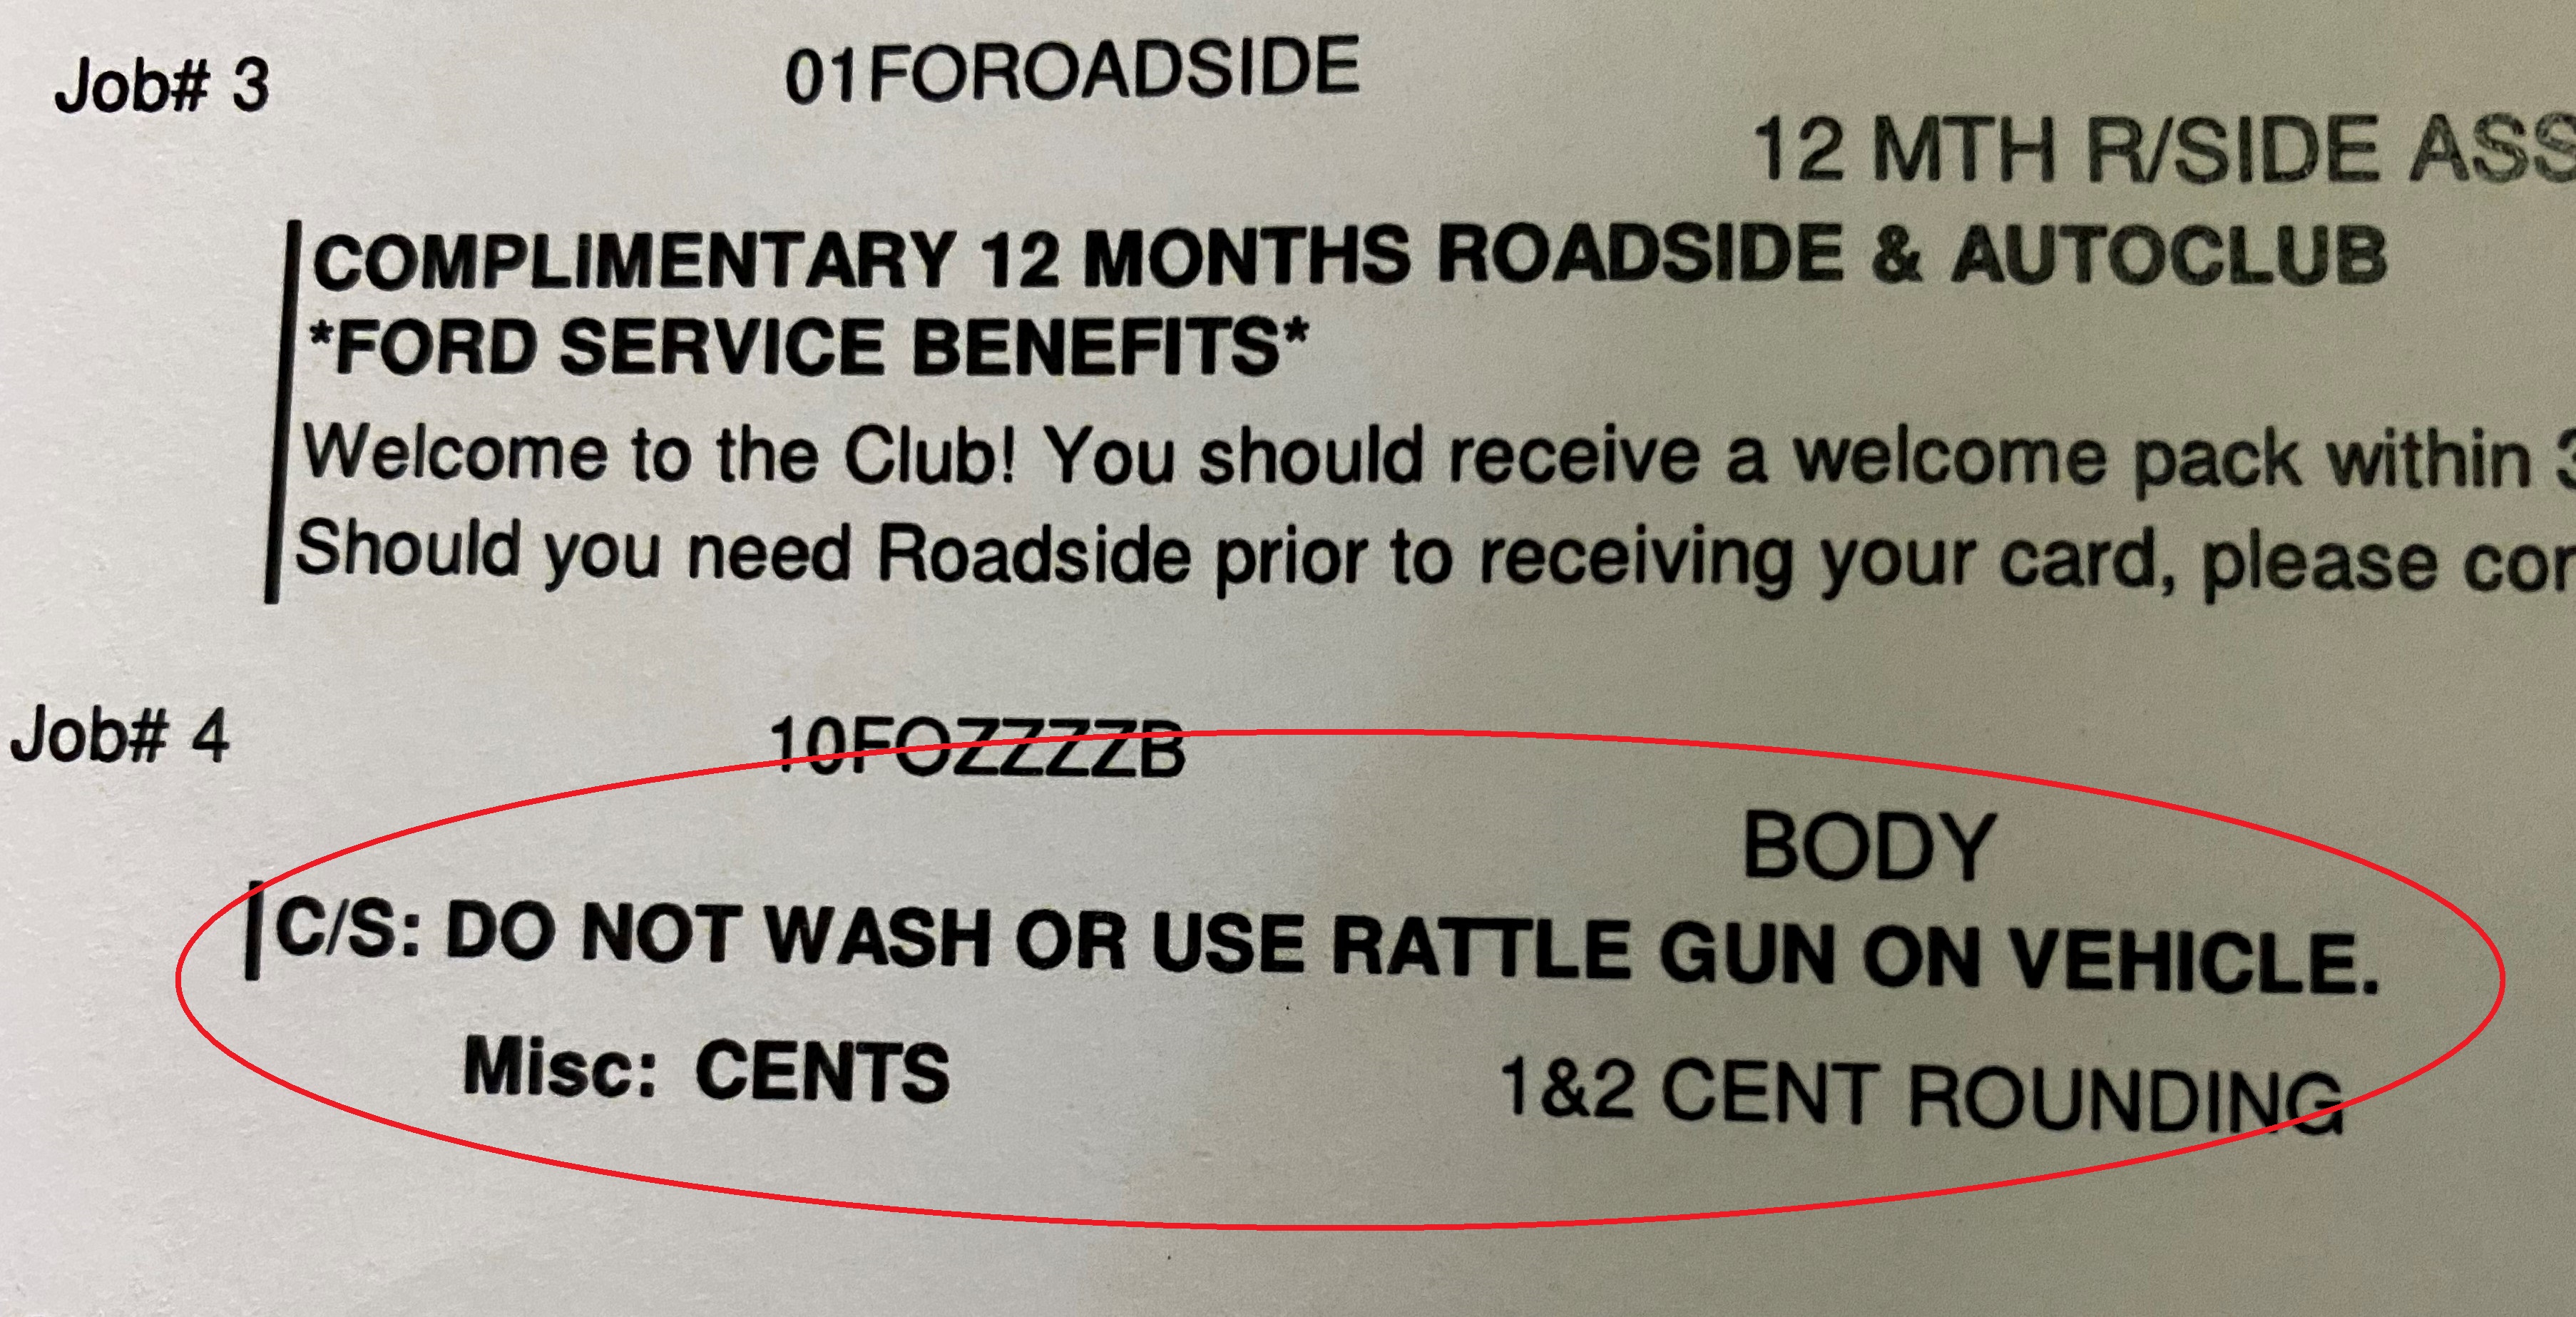 Job# 3 01FOROADSIDE
12 MTH R/SIDE
COMPLIMENTARY 12 MONTHS ROADSIDE & AUTOCLUB
*FORD SERVICE BENEFITS*
Welcome to the Club! You should receive a welcome pack within
Should you need Roadside prior to receiving your card, please
Job# 4 10FOZZZZB
BODY
C/S: DO NOT WASH OR USE RATTLE GUN ON VEHICLE.
Misc: CENTS 1&2 CENT ROUNDING